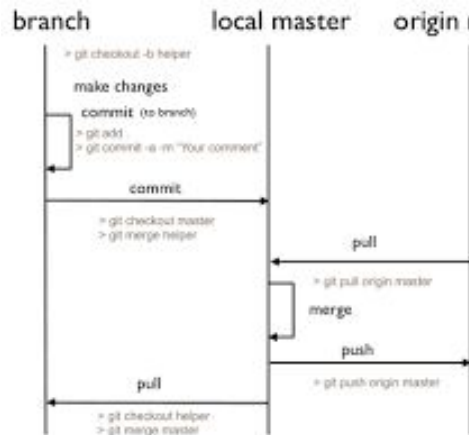 branch local master origin
> git checkout -b helper
make changes
commit (to branch)
> git add
> git commit -a -m "Your comment"
commit
> git checkout master
> git merge helper
pull
> git pull origin master
merge
push
> git push origin master
pull
> git checkout helper
> git merge master